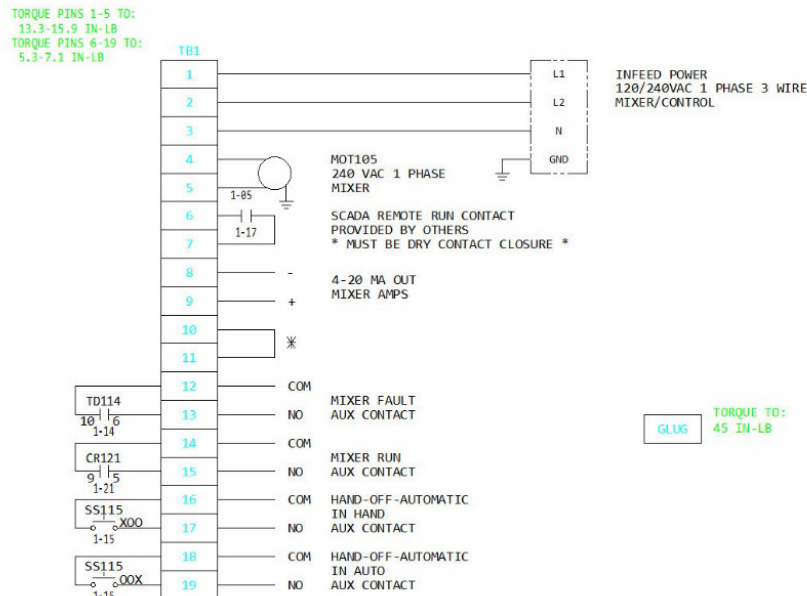 TORQUE PINS 1-5 TO:
13.3-15.9 IN-LB
TORQUE PINS 6-19 TO:
5.3-7.1 IN-LB
TB1
1
L1
INFEED POWER
120/240VAC 1 PHASE 3 WIRE
2
L2
MIXER/CONTROL
3
N
4
MOT105
GND
240 VAC 1 PHASE
5
MIXER
1-05
6
SCADA REMOTE RUN CONTACT
1-17
PROVIDED BY OTHERS
7
* MUST BE DRY CONTACT CLOSURE *
8
-
4-20 MA OUT
9
+
MIXER AMPS
10
11
12
COM
TD114
MIXER FAULT
10 6
13
NO
AUX CONTACT
1-14
14
COM
CR121
MIXER RUN
9 5
15
NO
AUX CONTACT
1-21
16
COM
HAND-OFF-AUTOMATIC
SS115
IN HAND
XOO
17
NO
AUX CONTACT
1-15
18
COM
HAND-OFF-AUTOMATIC
SS115
IN AUTO
OOX
19
NO
AUX CONTACT
1-15
GLUG
TORQUE TO:
45 IN-LB